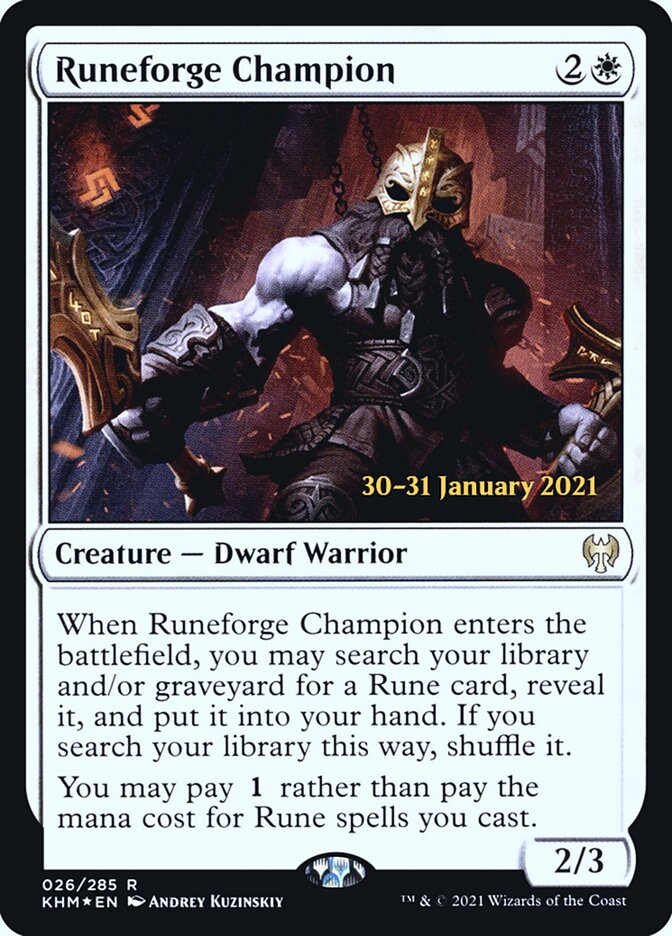 Runeforge Champion 2
30–31 January 2021
Creature — Dwarf Warrior
When Runeforge Champion enters the
battlefield, you may search your library
and/or graveyard for a Rune card, reveal
it, and put it into your hand. If you
search your library this way, shuffle it.
You may pay 1 rather than pay the
mana cost for Rune spells you cast.
2/3
026/285 R
KHM★EN Andrey Kuzinskiy
™ & © 2021 Wizards of the Coast